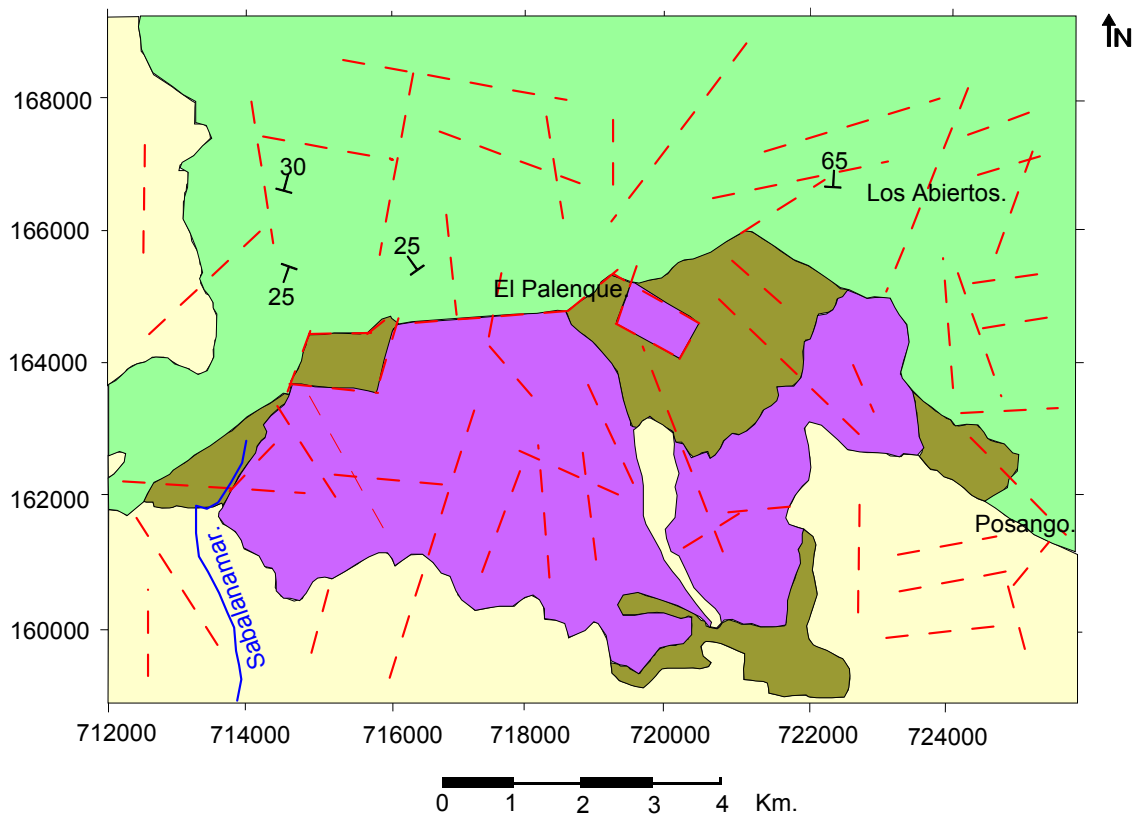 N
168000
30
65
Los Abiertos.
166000
25
25
El Palenque.
164000
162000
Posango.
Sabalanamar.
160000
712000 714000 716000 718000 720000 722000 724000
0 1 2 3 4 Km.